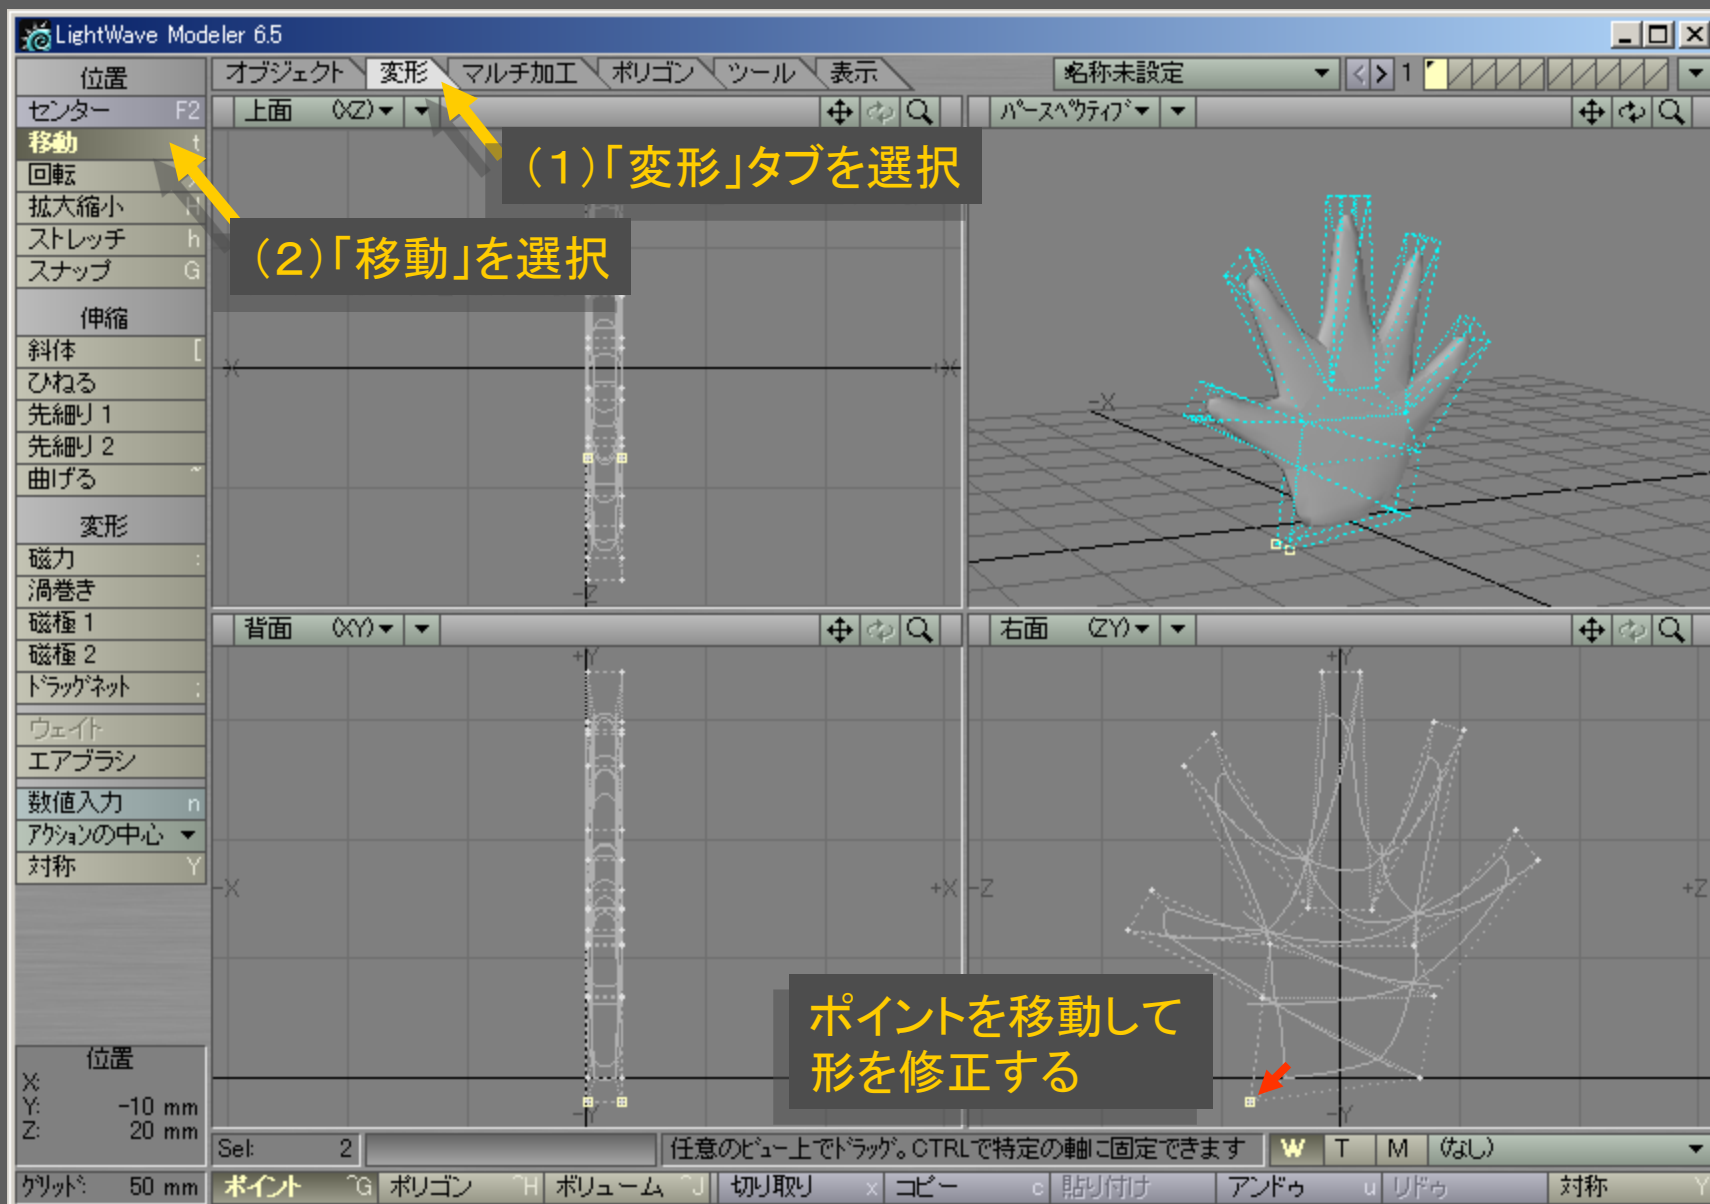 LightWave Modeler 6.5
位置
オブジェクト 変形 マルチ加工 ポリゴン ツール 表示
名称未設定
< > 1
センター F2
移動 t
回転
拡大縮小 H
ストレッチ h
スナップ G
伸縮
斜体 [
ひねる
先細り 1
先細り 2
曲げる ~
変形
磁力 :
渦巻き
磁極 1
磁極 2
ドラッグネット ;
ウェイト
エアブラシ
数値入力 n
アクションの中心
対称 Y
上面 (XZ)
パースペクティブ
(1)「変形」タブを選択
(2)「移動」を選択
-X
+X
-Z
-X
背面 (XY)
右面 (ZY)
+Y
-X
+X
-Y
+Y
-Z
+Z
-Y
ポイントを移動して
形を修正する
位置
X:
Y: -10 mm
Z: 20 mm
グリッド: 50 mm
Sel: 2
任意のビュー上でドラッグ。CTRLで特定の軸に固定できます
W T M (なし)
ポイント ^G ポリゴン ^H ボリューム ^J 切り取り x コピー c 貼り付け アンドゥ u リドゥ 対称 Y